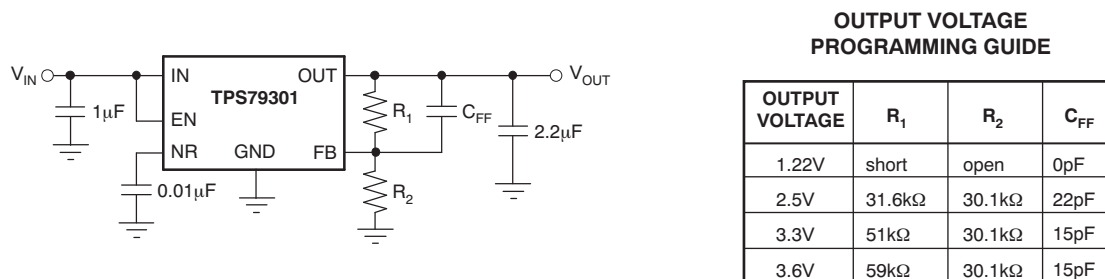 OUTPUT VOLTAGE
PROGRAMMING GUIDE
V_IN
IN
OUT
V_OUT
TPS79301
1μF
EN
R_1
C_FF
2.2μF
NR
GND
FB
0.01μF
R_2
OUTPUT VOLTAGE R_1 R_2 C_FF
1.22V short open 0pF
2.5V 31.6kΩ 30.1kΩ 22pF
3.3V 51kΩ 30.1kΩ 15pF
3.6V 59kΩ 30.1kΩ 15pF